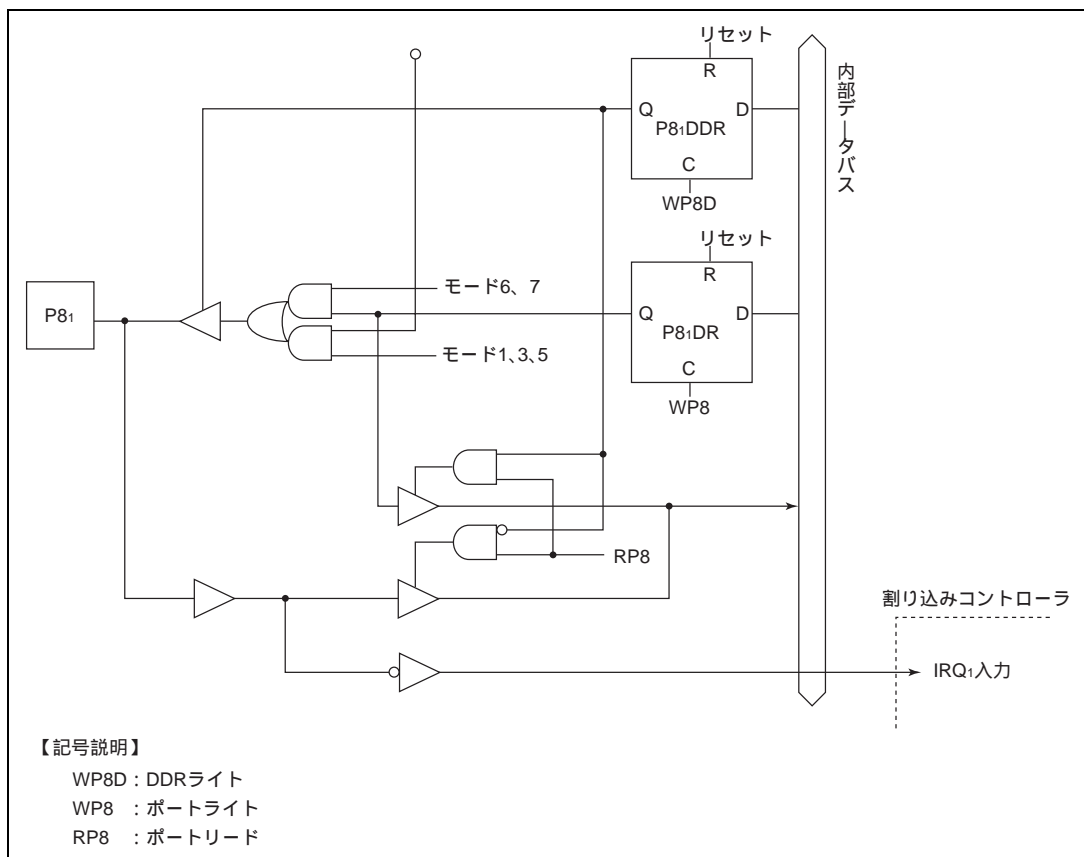 リセット
R
Q D
P81DDR
C
WP8D
内部データバス
リセット
R
Q D
P81DR
C
WP8
モード6、7
P81
モード1、3、5
RP8
割り込みコントローラ
IRQ1入力
【記号説明】
WP8D : DDRライト
WP8 : ポートライト
RP8 : ポートリード